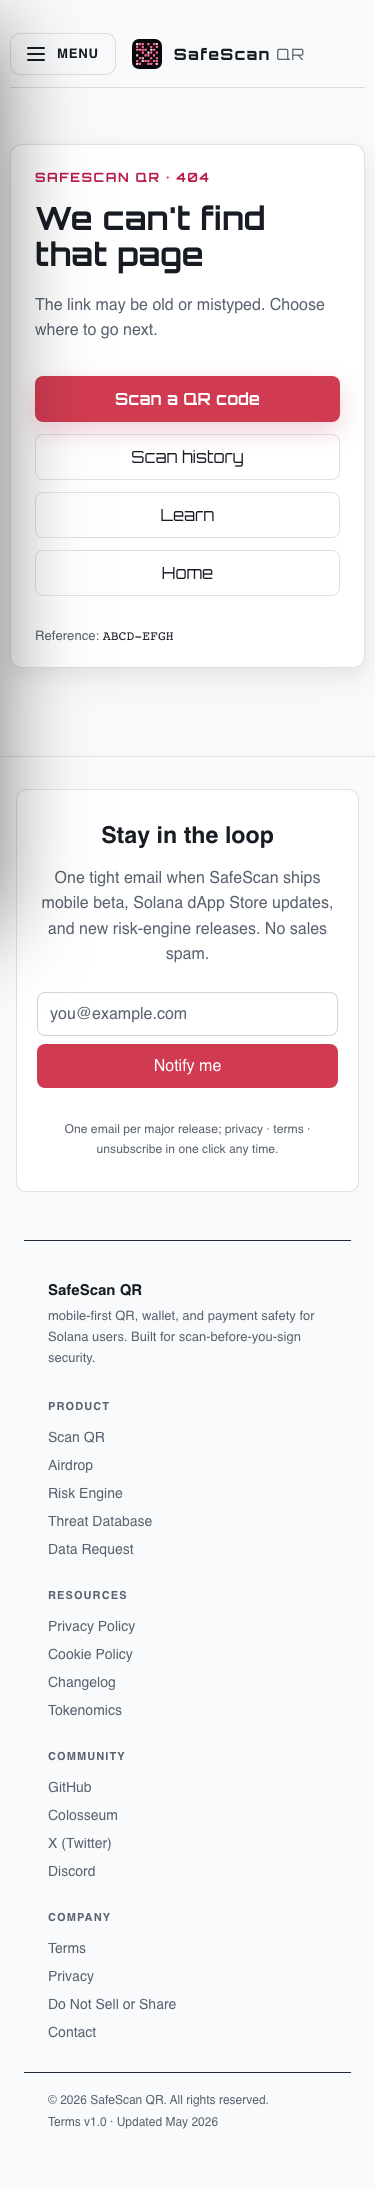 MENU
SafeScan QR
SAFESCAN QR · 404
We can't find
that page
The link may be old or mistyped. Choose
where to go next.
Scan a QR code
Scan history
Learn
Home
Reference: ABCD-EFGH
Stay in the loop
One tight email when SafeScan ships
mobile beta, Solana dApp Store updates,
and new risk-engine releases. No sales
spam.
you@example.com
Notify me
One email per major release; privacy · terms ·
unsubscribe in one click any time.
SafeScan QR
mobile-first QR, wallet, and payment safety for
Solana users. Built for scan-before-you-sign
security.
PRODUCT
Scan QR
Airdrop
Risk Engine
Threat Database
Data Request
RESOURCES
Privacy Policy
Cookie Policy
Changelog
Tokenomics
COMMUNITY
GitHub
Colosseum
X (Twitter)
Discord
COMPANY
Terms
Privacy
Do Not Sell or Share
Contact
© 2026 SafeScan QR. All rights reserved.
Terms v1.0 · Updated May 2026